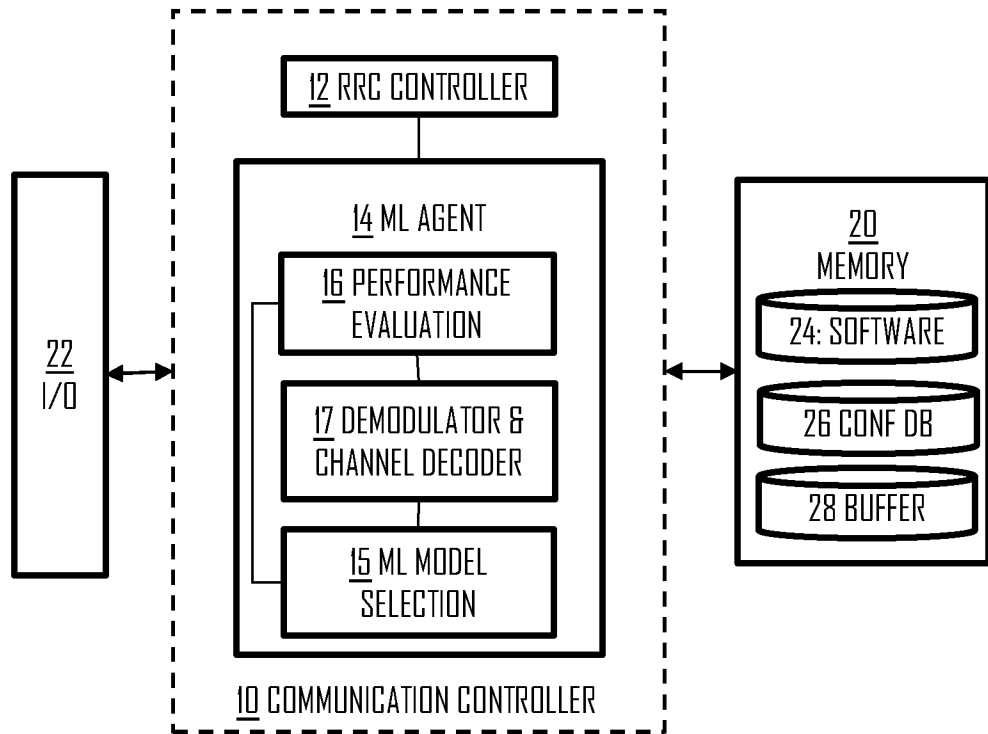 12 RRC CONTROLLER
14 ML AGENT
16 PERFORMANCE
EVALUATION
17 DEMODULATOR &
CHANNEL DECODER
15 ML MODEL
SELECTION
10 COMMUNICATION CONTROLLER
22
I/O
20
MEMORY
24: SOFTWARE
26 CONF DB
28 BUFFER